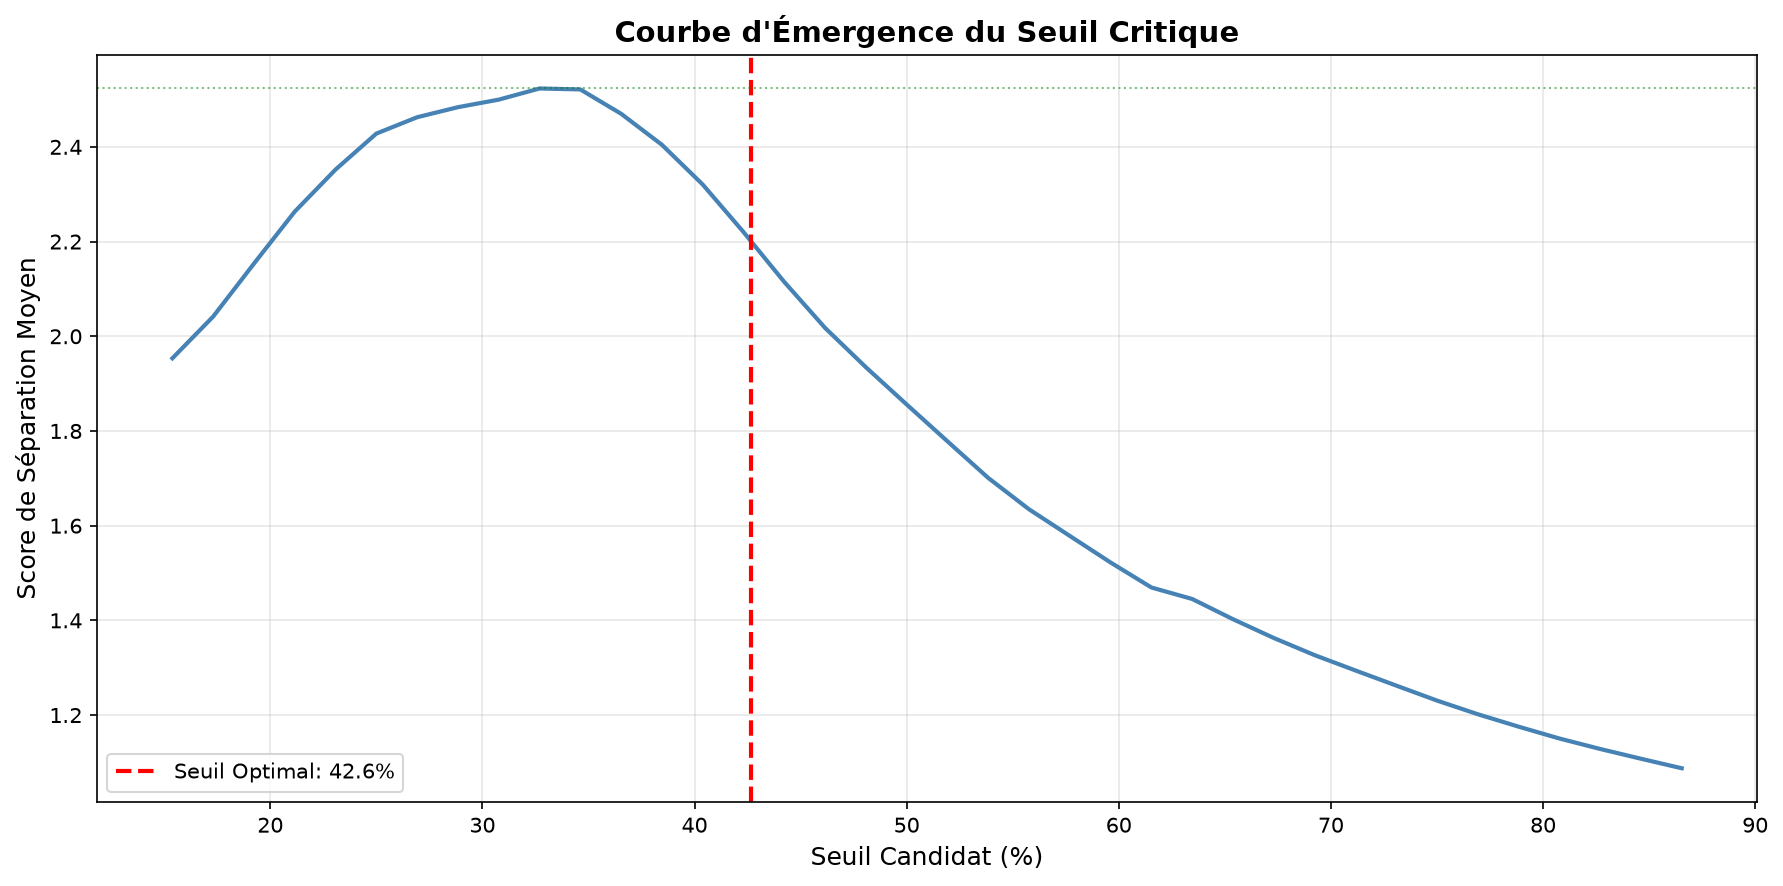 Courbe d'Émergence du Seuil Critique
Score de Séparation Moyen
2.4
2.2
2.0
1.8
1.6
1.4
1.2
Seuil Optimal: 42.6%
20 30 40 50 60 70 80 90
Seuil Candidat (%)